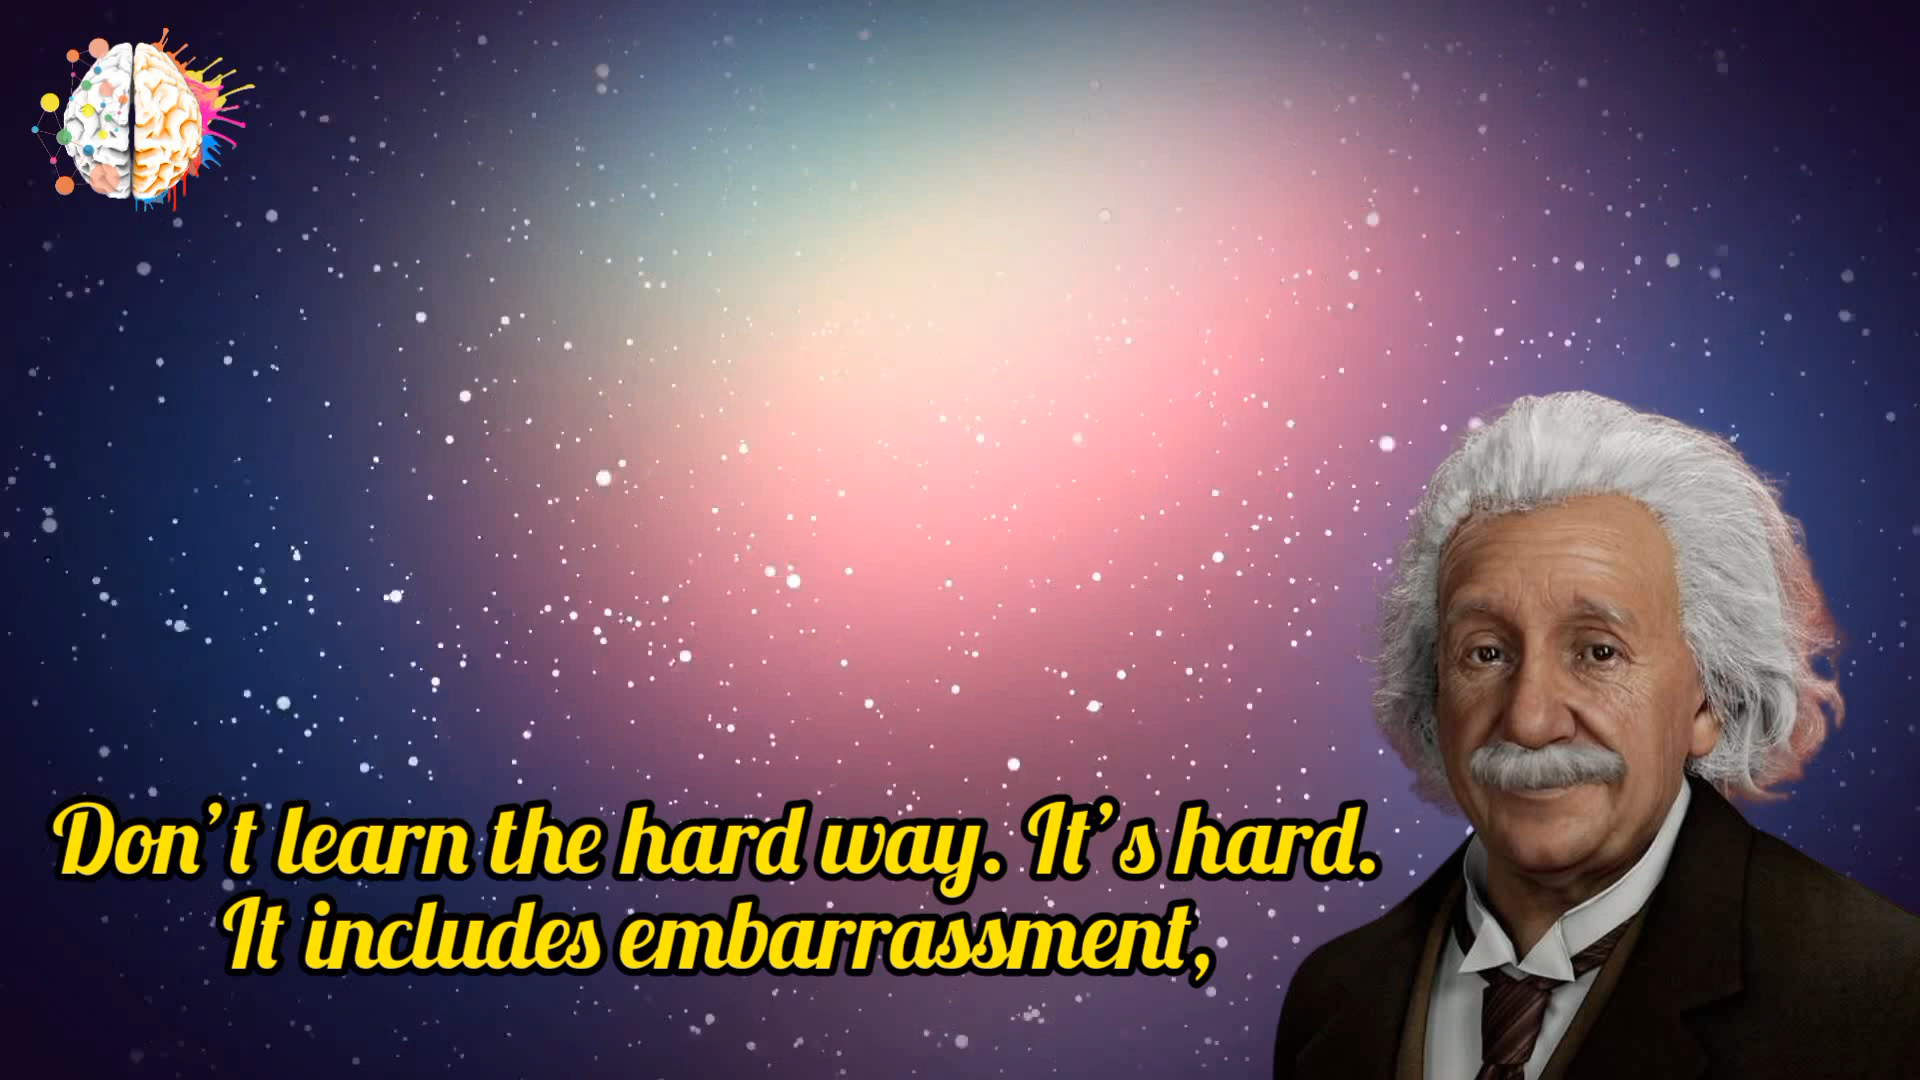 Don’t learn the hard way. It’s hard.
It includes embarrassment,